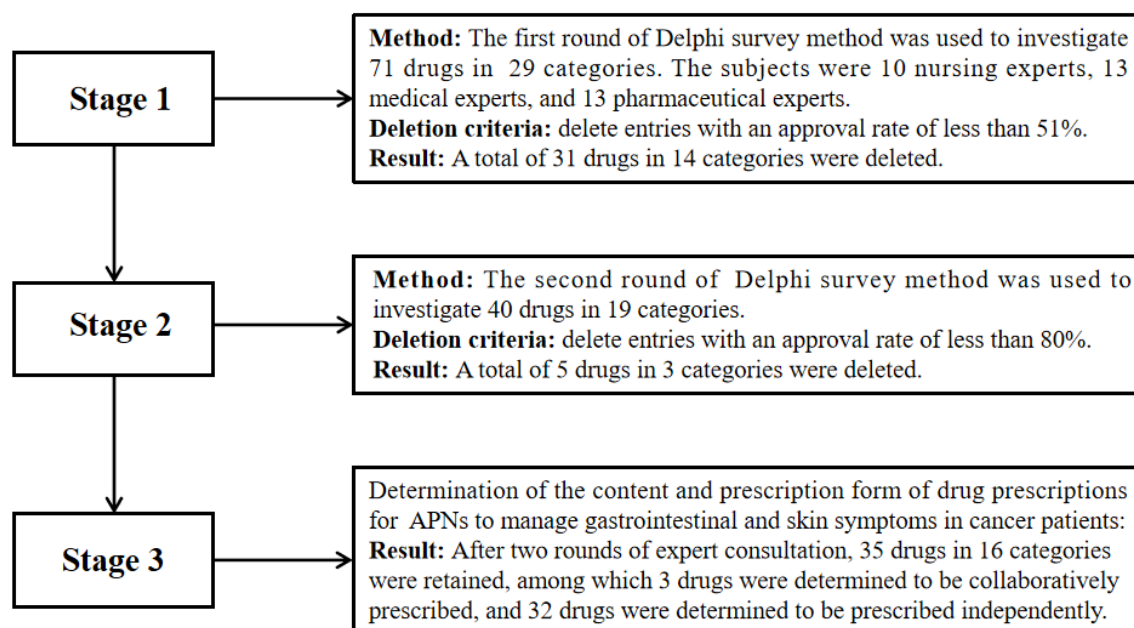 Stage 1
Method: The first round of Delphi survey method was used to investigate
71 drugs in 29 categories. The subjects were 10 nursing experts, 13
medical experts, and 13 pharmaceutical experts.
Deletion criteria: delete entries with an approval rate of less than 51%.
Result: A total of 31 drugs in 14 categories were deleted.
Stage 2
Method: The second round of Delphi survey method was used to
investigate 40 drugs in 19 categories.
Deletion criteria: delete entries with an approval rate of less than 80%.
Result: A total of 5 drugs in 3 categories were deleted.
Stage 3
Determination of the content and prescription form of drug prescriptions
for APNs to manage gastrointestinal and skin symptoms in cancer patients:
Result: After two rounds of expert consultation, 35 drugs in 16 categories
were retained, among which 3 drugs were determined to be collaboratively
prescribed, and 32 drugs were determined to be prescribed independently.